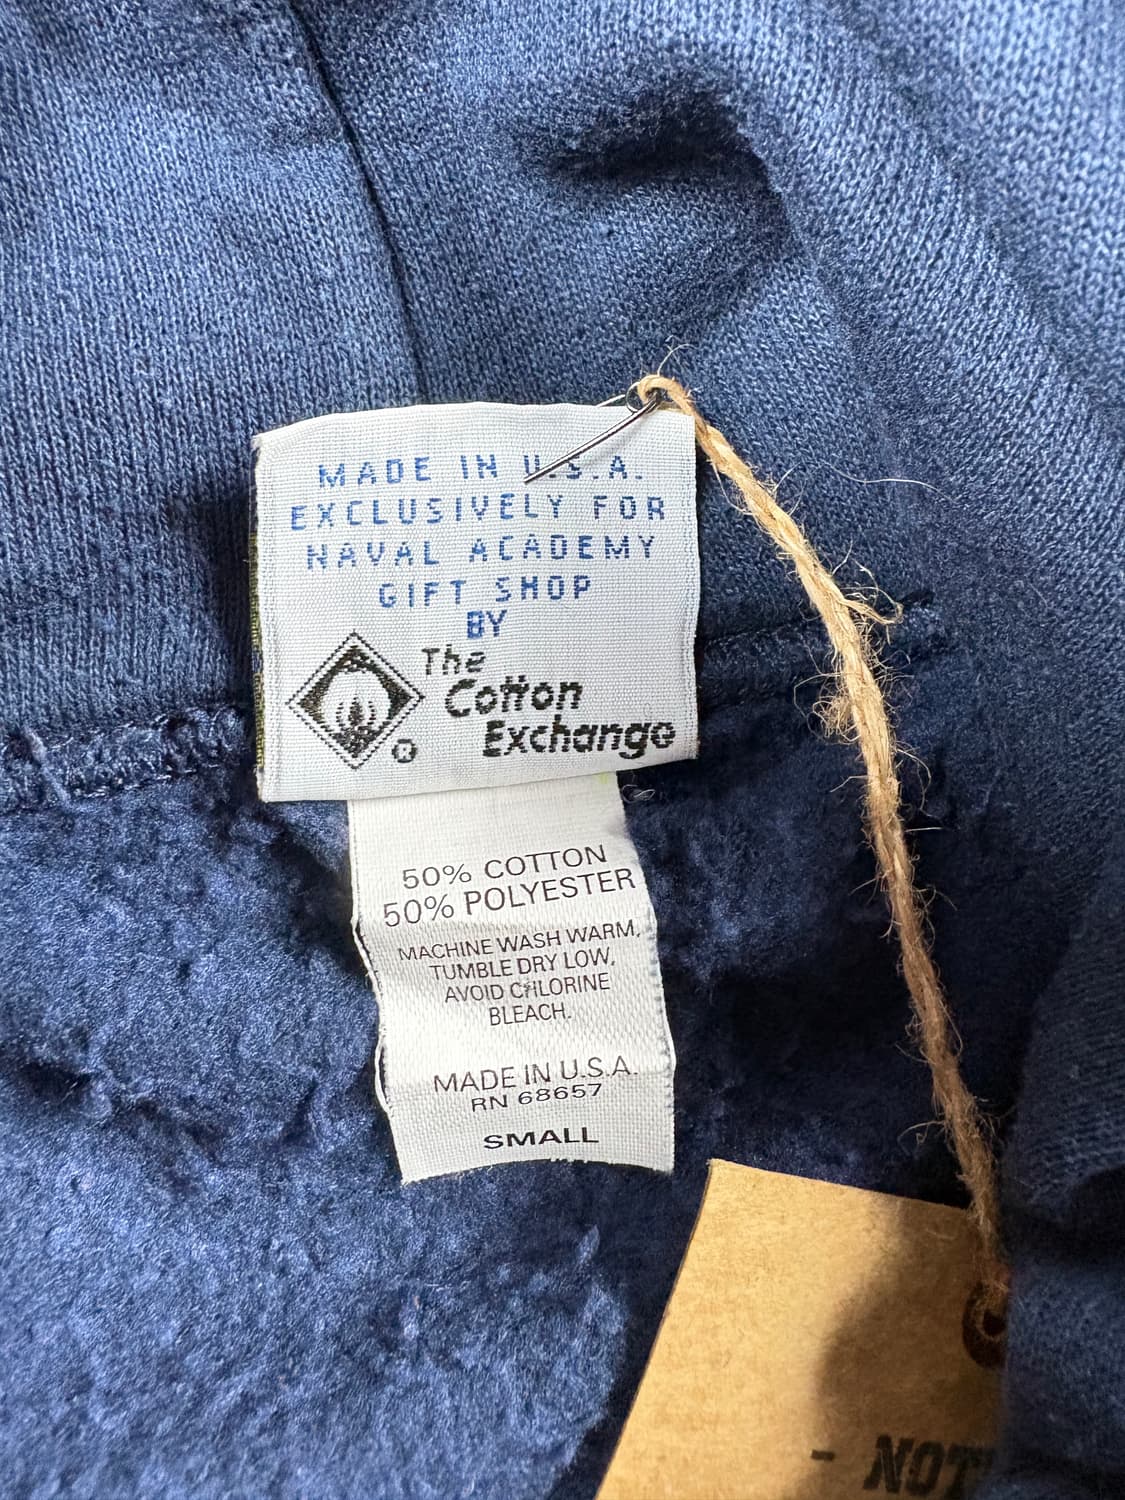 MADE IN U.S.A.
EXCLUSIVELY FOR
NAVAL ACADEMY
GIFT SHOP
BY
The
Cotton
Exchange
®
50% COTTON
50% POLYESTER
MACHINE WASH WARM,
TUMBLE DRY LOW,
AVOID CHLORINE
BLEACH.
MADE IN U.S.A.
RN 68657
SMALL